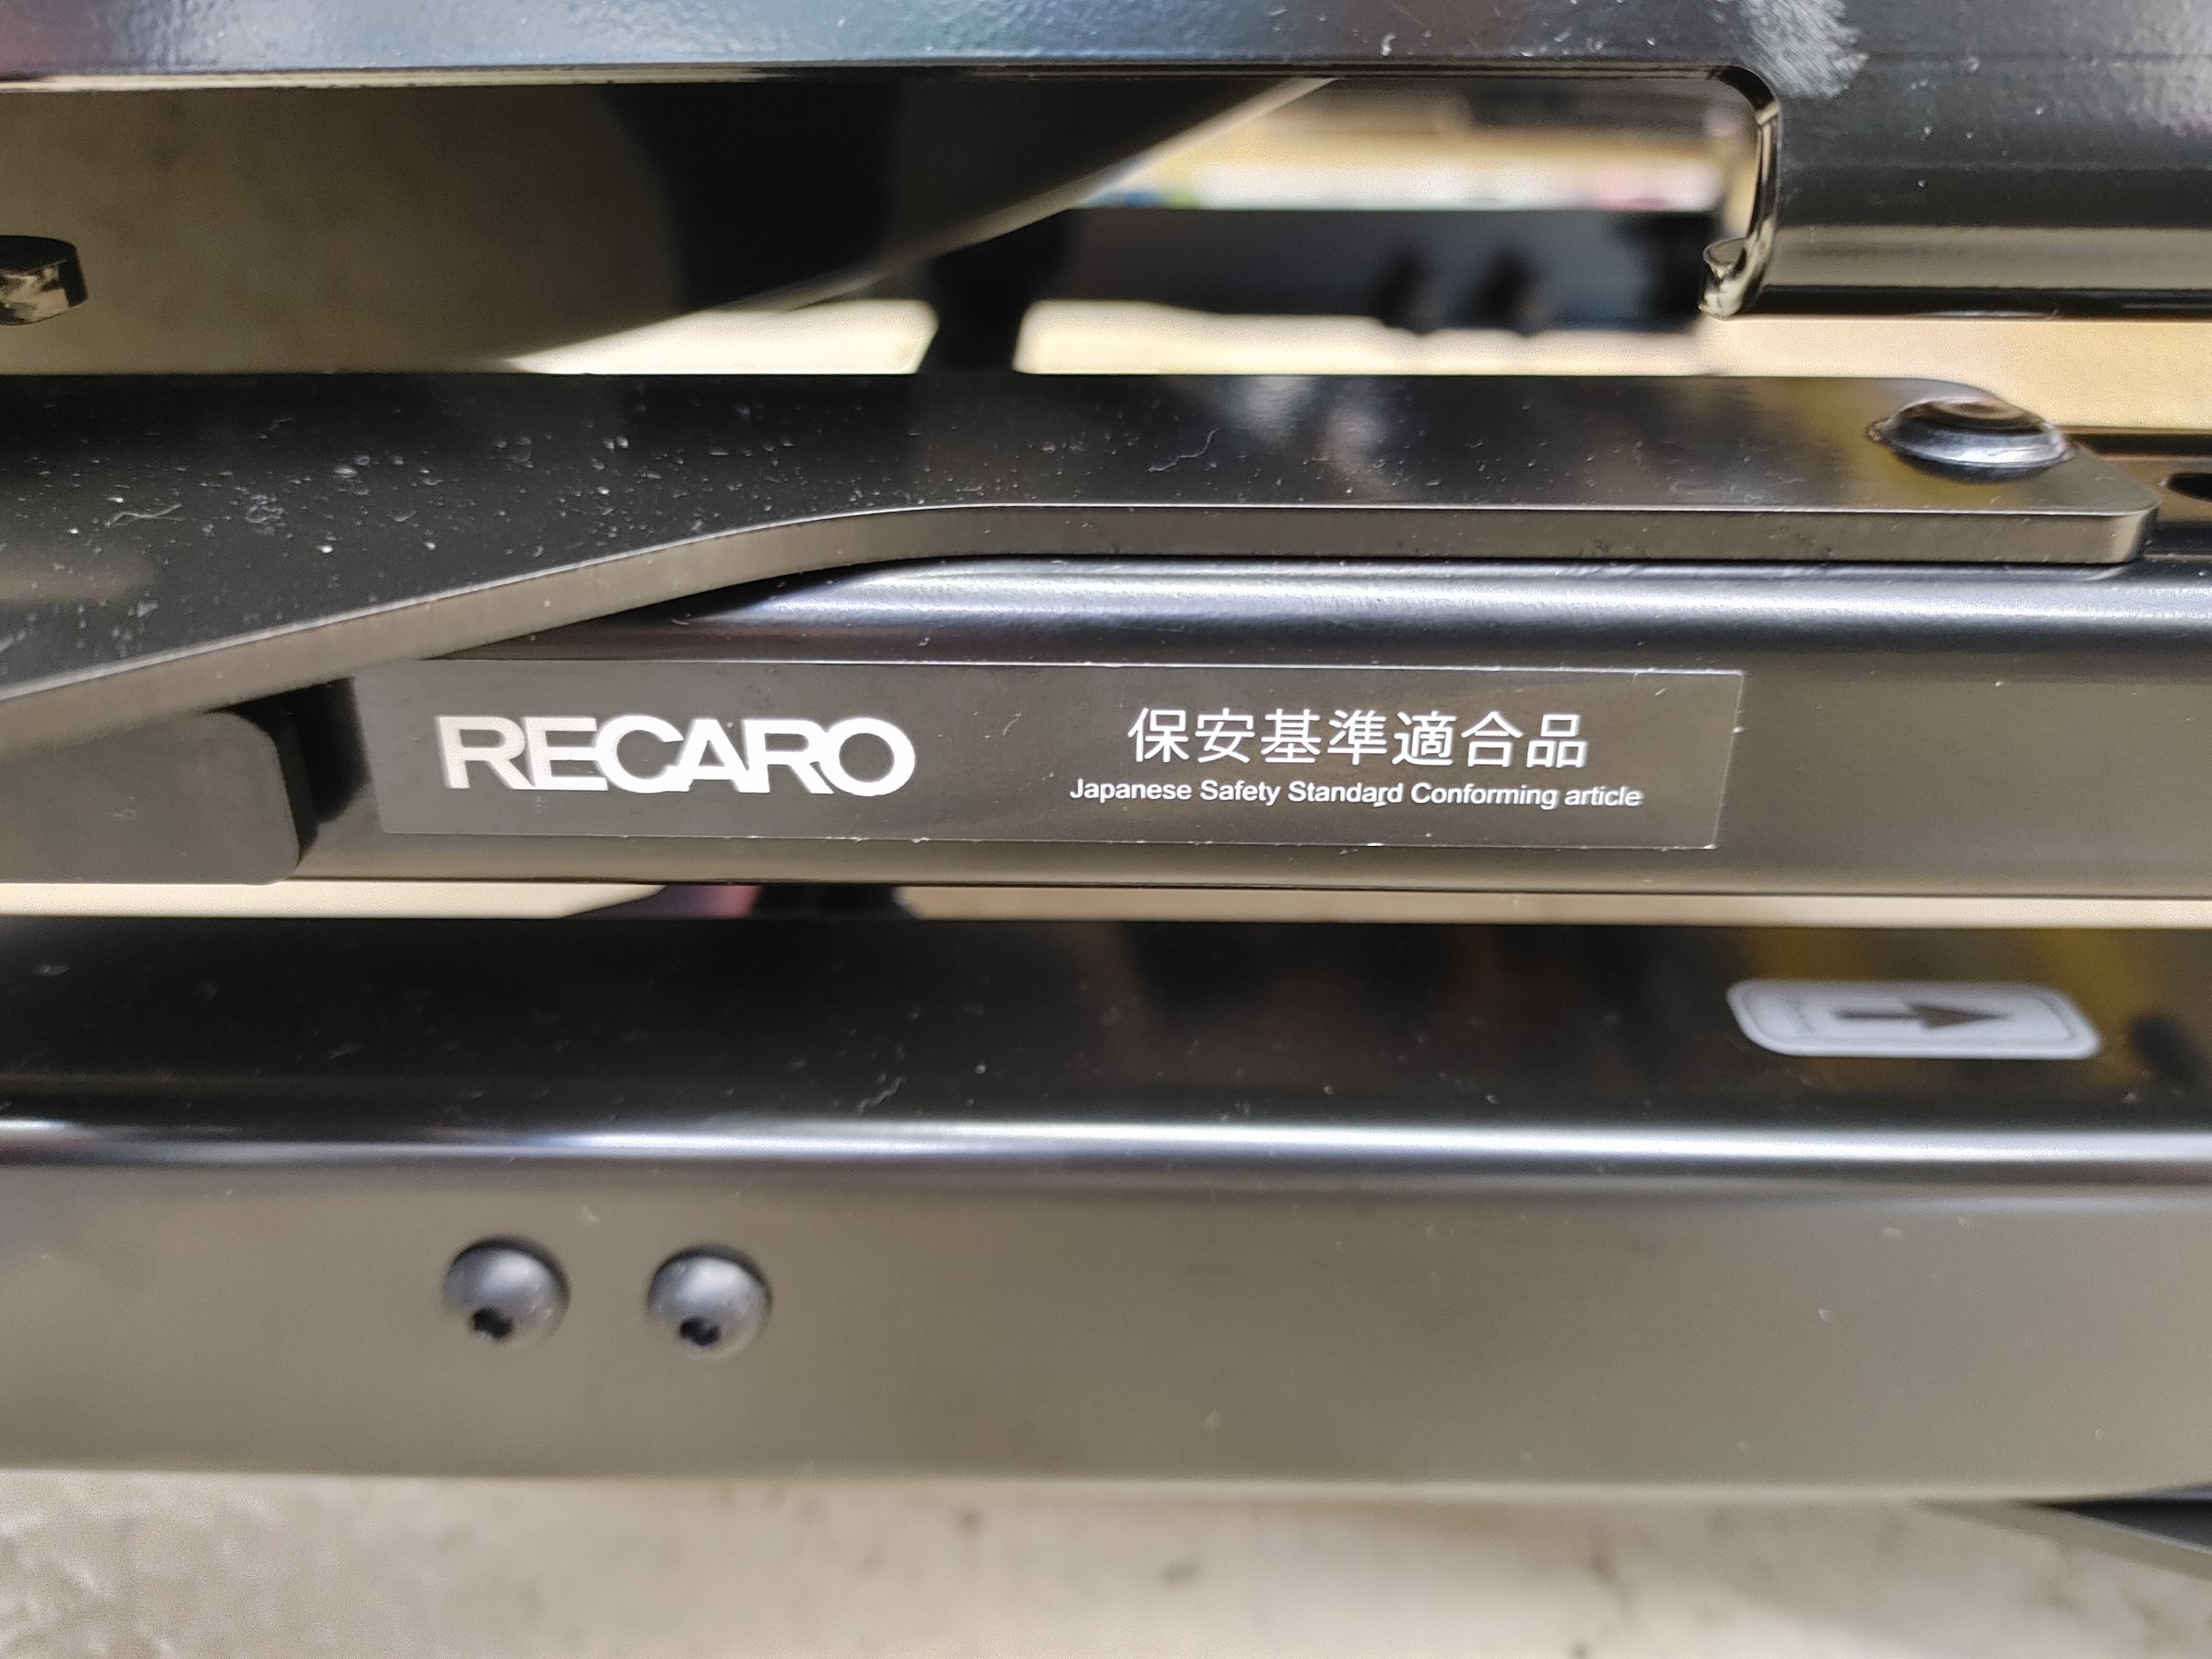 RECARO
保安基準適合品
Japanese Safety Standard Conforming article